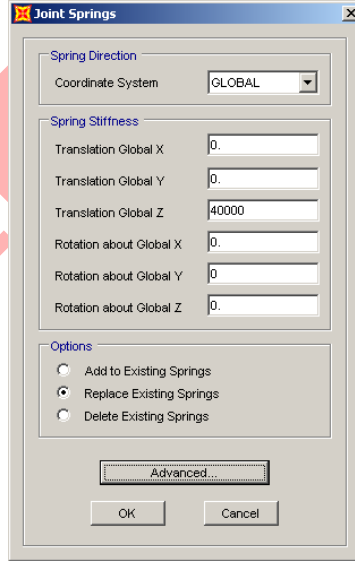 Joint Springs
Spring Direction
Coordinate System GLOBAL
Spring Stiffness
Translation Global X 0.
Translation Global Y 0.
Translation Global Z 40000
Rotation about Global X 0.
Rotation about Global Y 0
Rotation about Global Z 0.
Options
Add to Existing Springs
Replace Existing Springs
Delete Existing Springs
Advanced...
OK Cancel